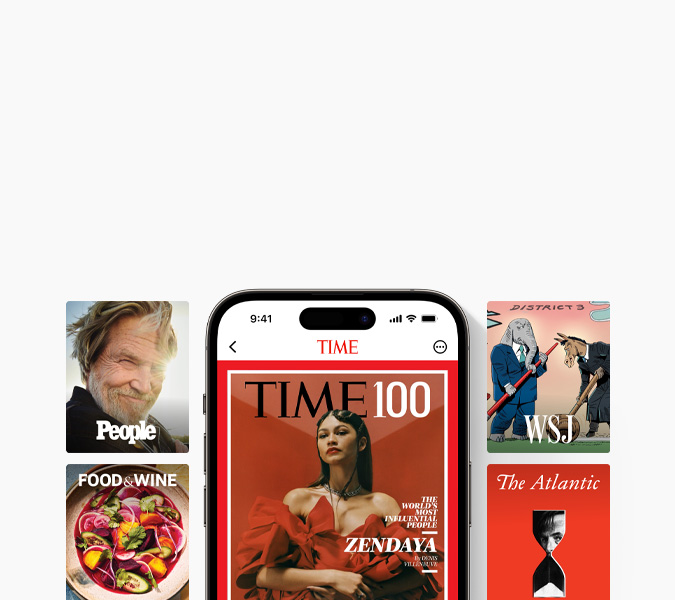 9:41
TIME
TIME 100
THE
WORLD'S
MOST
INFLUENTIAL
PEOPLE
ZENDAYA
By DENIS
VILLENEUVE
People
FOOD&WINE
DISTRICT 3
WSJ
The Atlantic